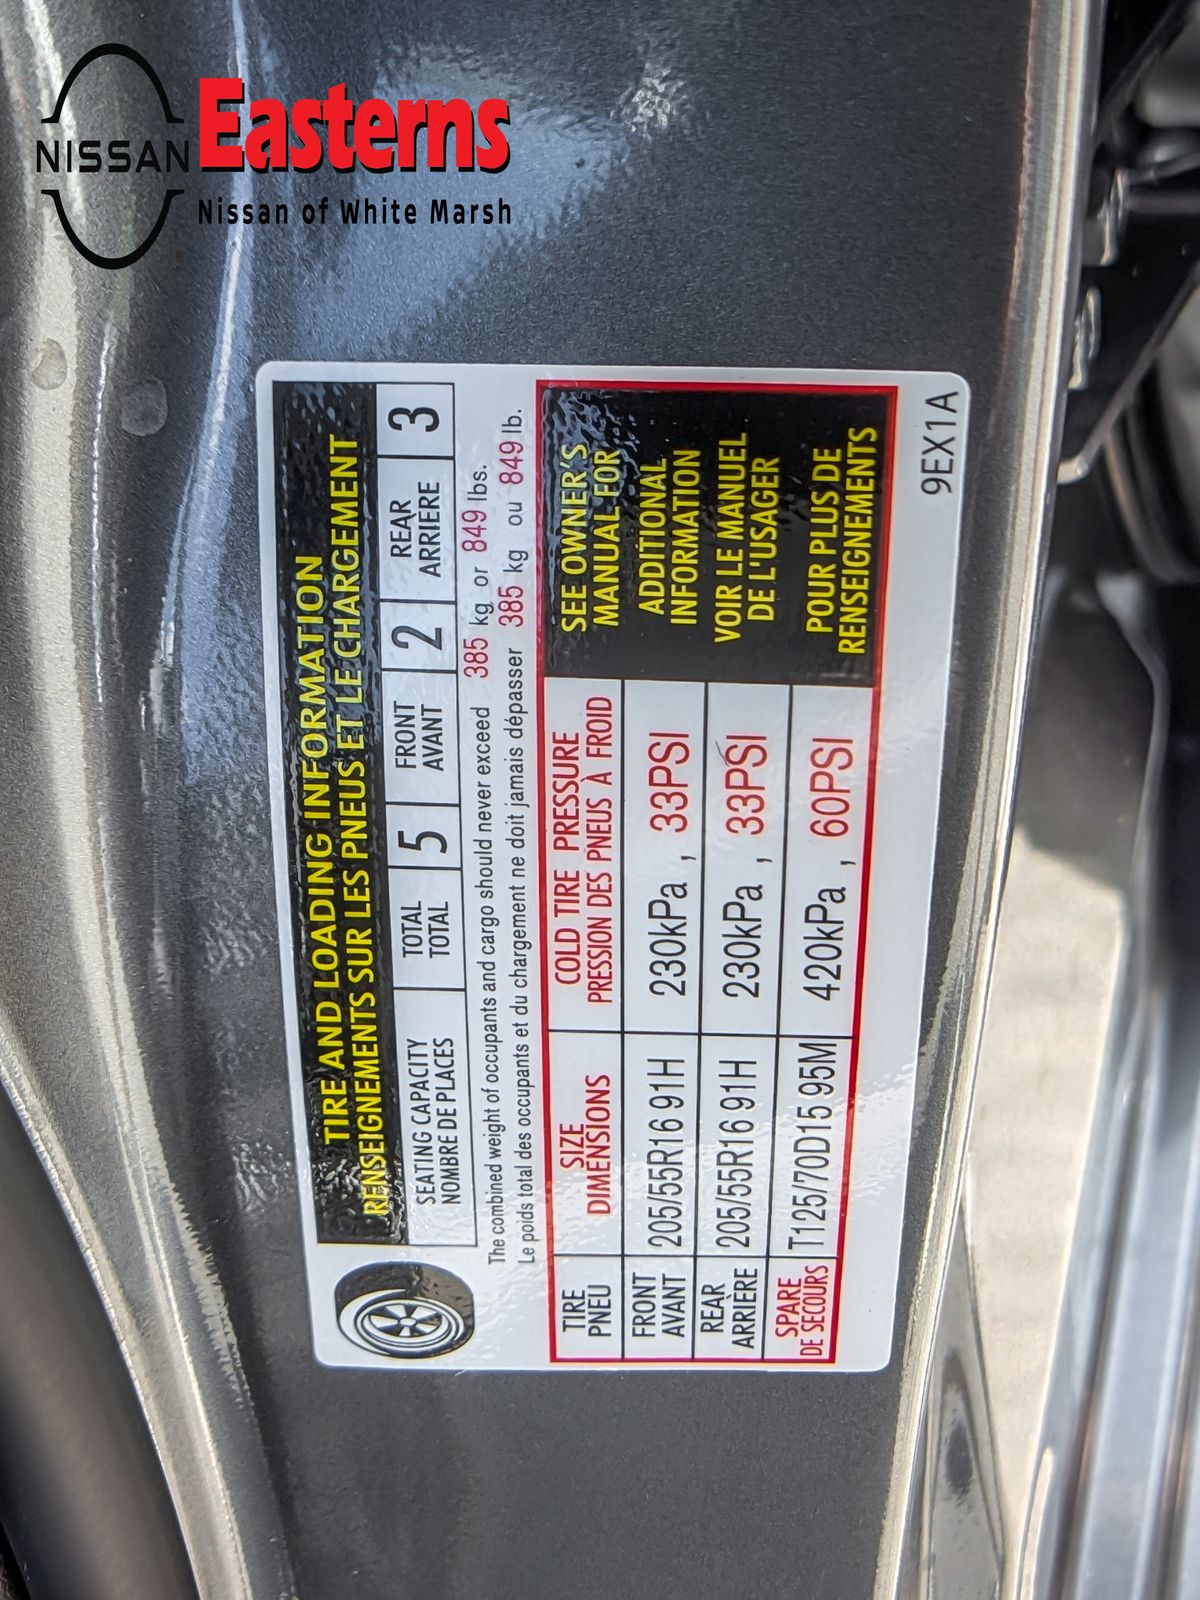 NISSAN
Easterns
Nissan of White Marsh
TIRE AND LOADING INFORMATION
RENSEIGNEMENTS SUR LES PNEUS ET LE CHARGEMENT
SEATING CAPACITY
NOMBRE DE PLACES
TOTAL
TOTAL
5
FRONT
AVANT
2
REAR
ARRIÈRE
3
The combined weight of occupants and cargo should never exceed 385 kg or 849 lbs.
Le poids total des occupants et du chargement ne doit jamais dépasser 385 kg ou 849 lb.
TIRE
PNEU
SIZE
DIMENSIONS
COLD TIRE PRESSURE
PRESSION DES PNEUS À FROID
FRONT
AVANT
205/55R16 91H
230kPa , 33PSI
REAR
ARRIÈRE
205/55R16 91H
230kPa , 33PSI
SPARE
DE SECOURS
T125/70D15 95M
420kPa , 60PSI
SEE OWNER'S
MANUAL FOR
ADDITIONAL
INFORMATION
VOIR LE MANUEL
DE L'USAGER
POUR PLUS DE
RENSEIGNEMENTS
9EX1A